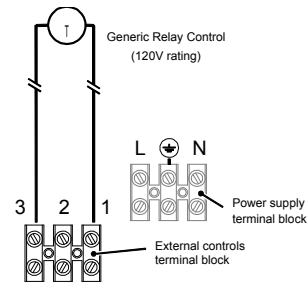 T
Generic Relay Control
(120V rating)
L N
3 2 1
Power supply
terminal block
External controls
terminal block